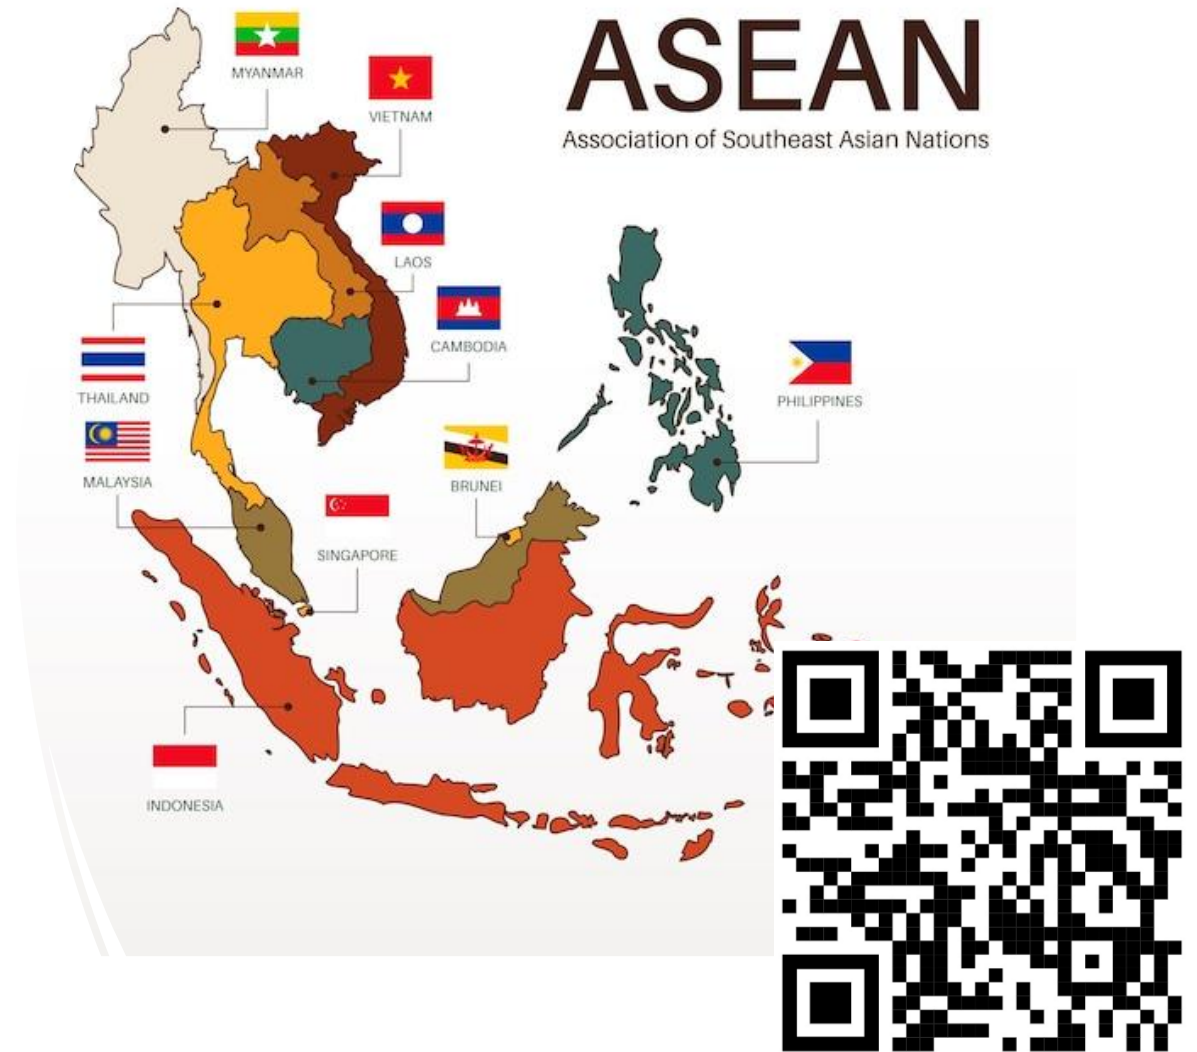 ASEAN
Association of Southeast Asian Nations
MYANMAR
VIETNAM
LAOS
CAMBODIA
THAILAND
PHILIPPINES
MALAYSIA
BRUNEI
SINGAPORE
INDONESIA